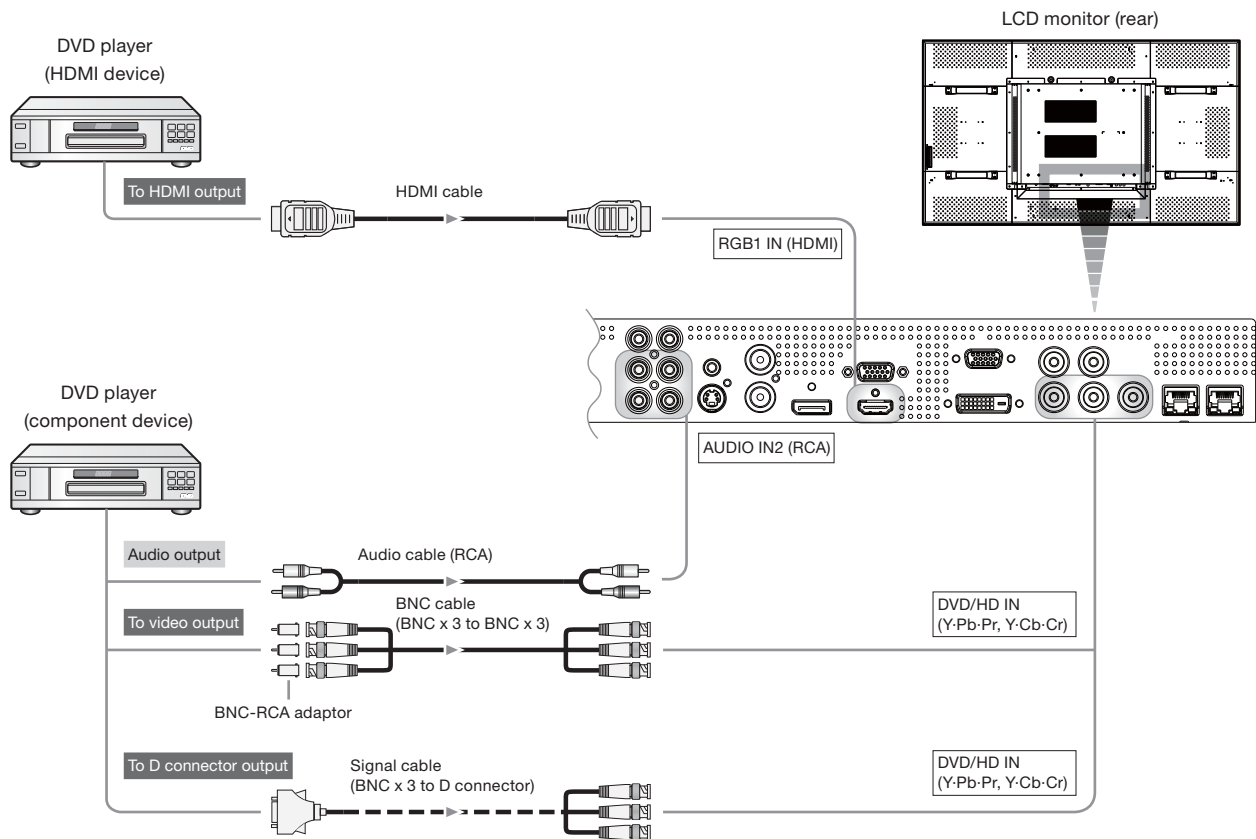 LCD monitor (rear)
DVD player
(HDMI device)
To HDMI output
HDMI cable
RGB1 IN (HDMI)
DVD player
(component device)
AUDIO IN2 (RCA)
Audio output
Audio cable (RCA)
To video output
BNC cable
(BNC x 3 to BNC x 3)
DVD/HD IN
(Y·Pb·Pr, Y·Cb·Cr)
BNC-RCA adaptor
To D connector output
Signal cable
(BNC x 3 to D connector)
DVD/HD IN
(Y·Pb·Pr, Y·Cb·Cr)